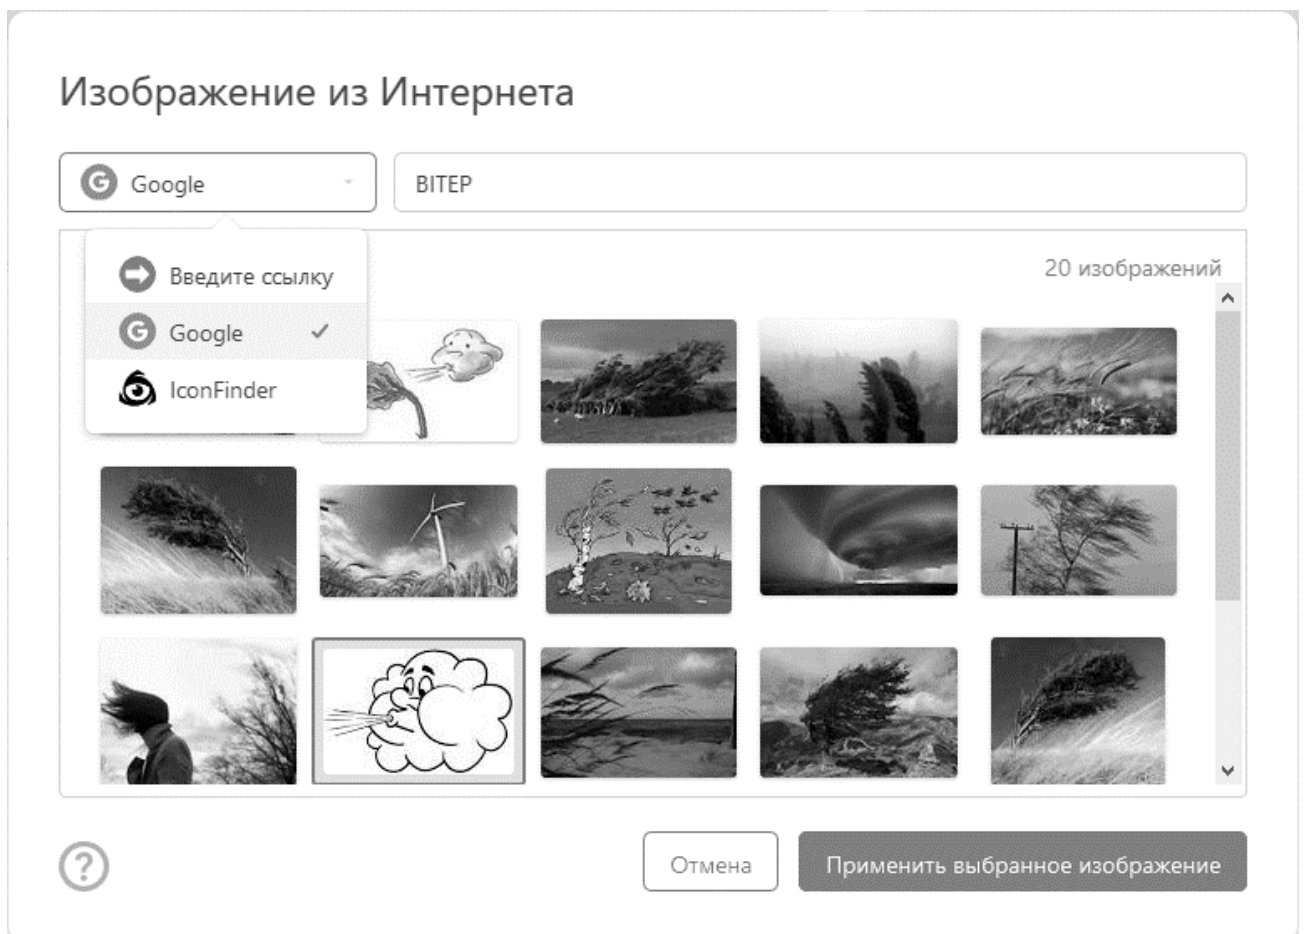 Изображение из Интернета
Google
ВІТЕР
20 изображений
Введите ссылку
Google
IconFinder
Отмена
Применить выбранное изображение